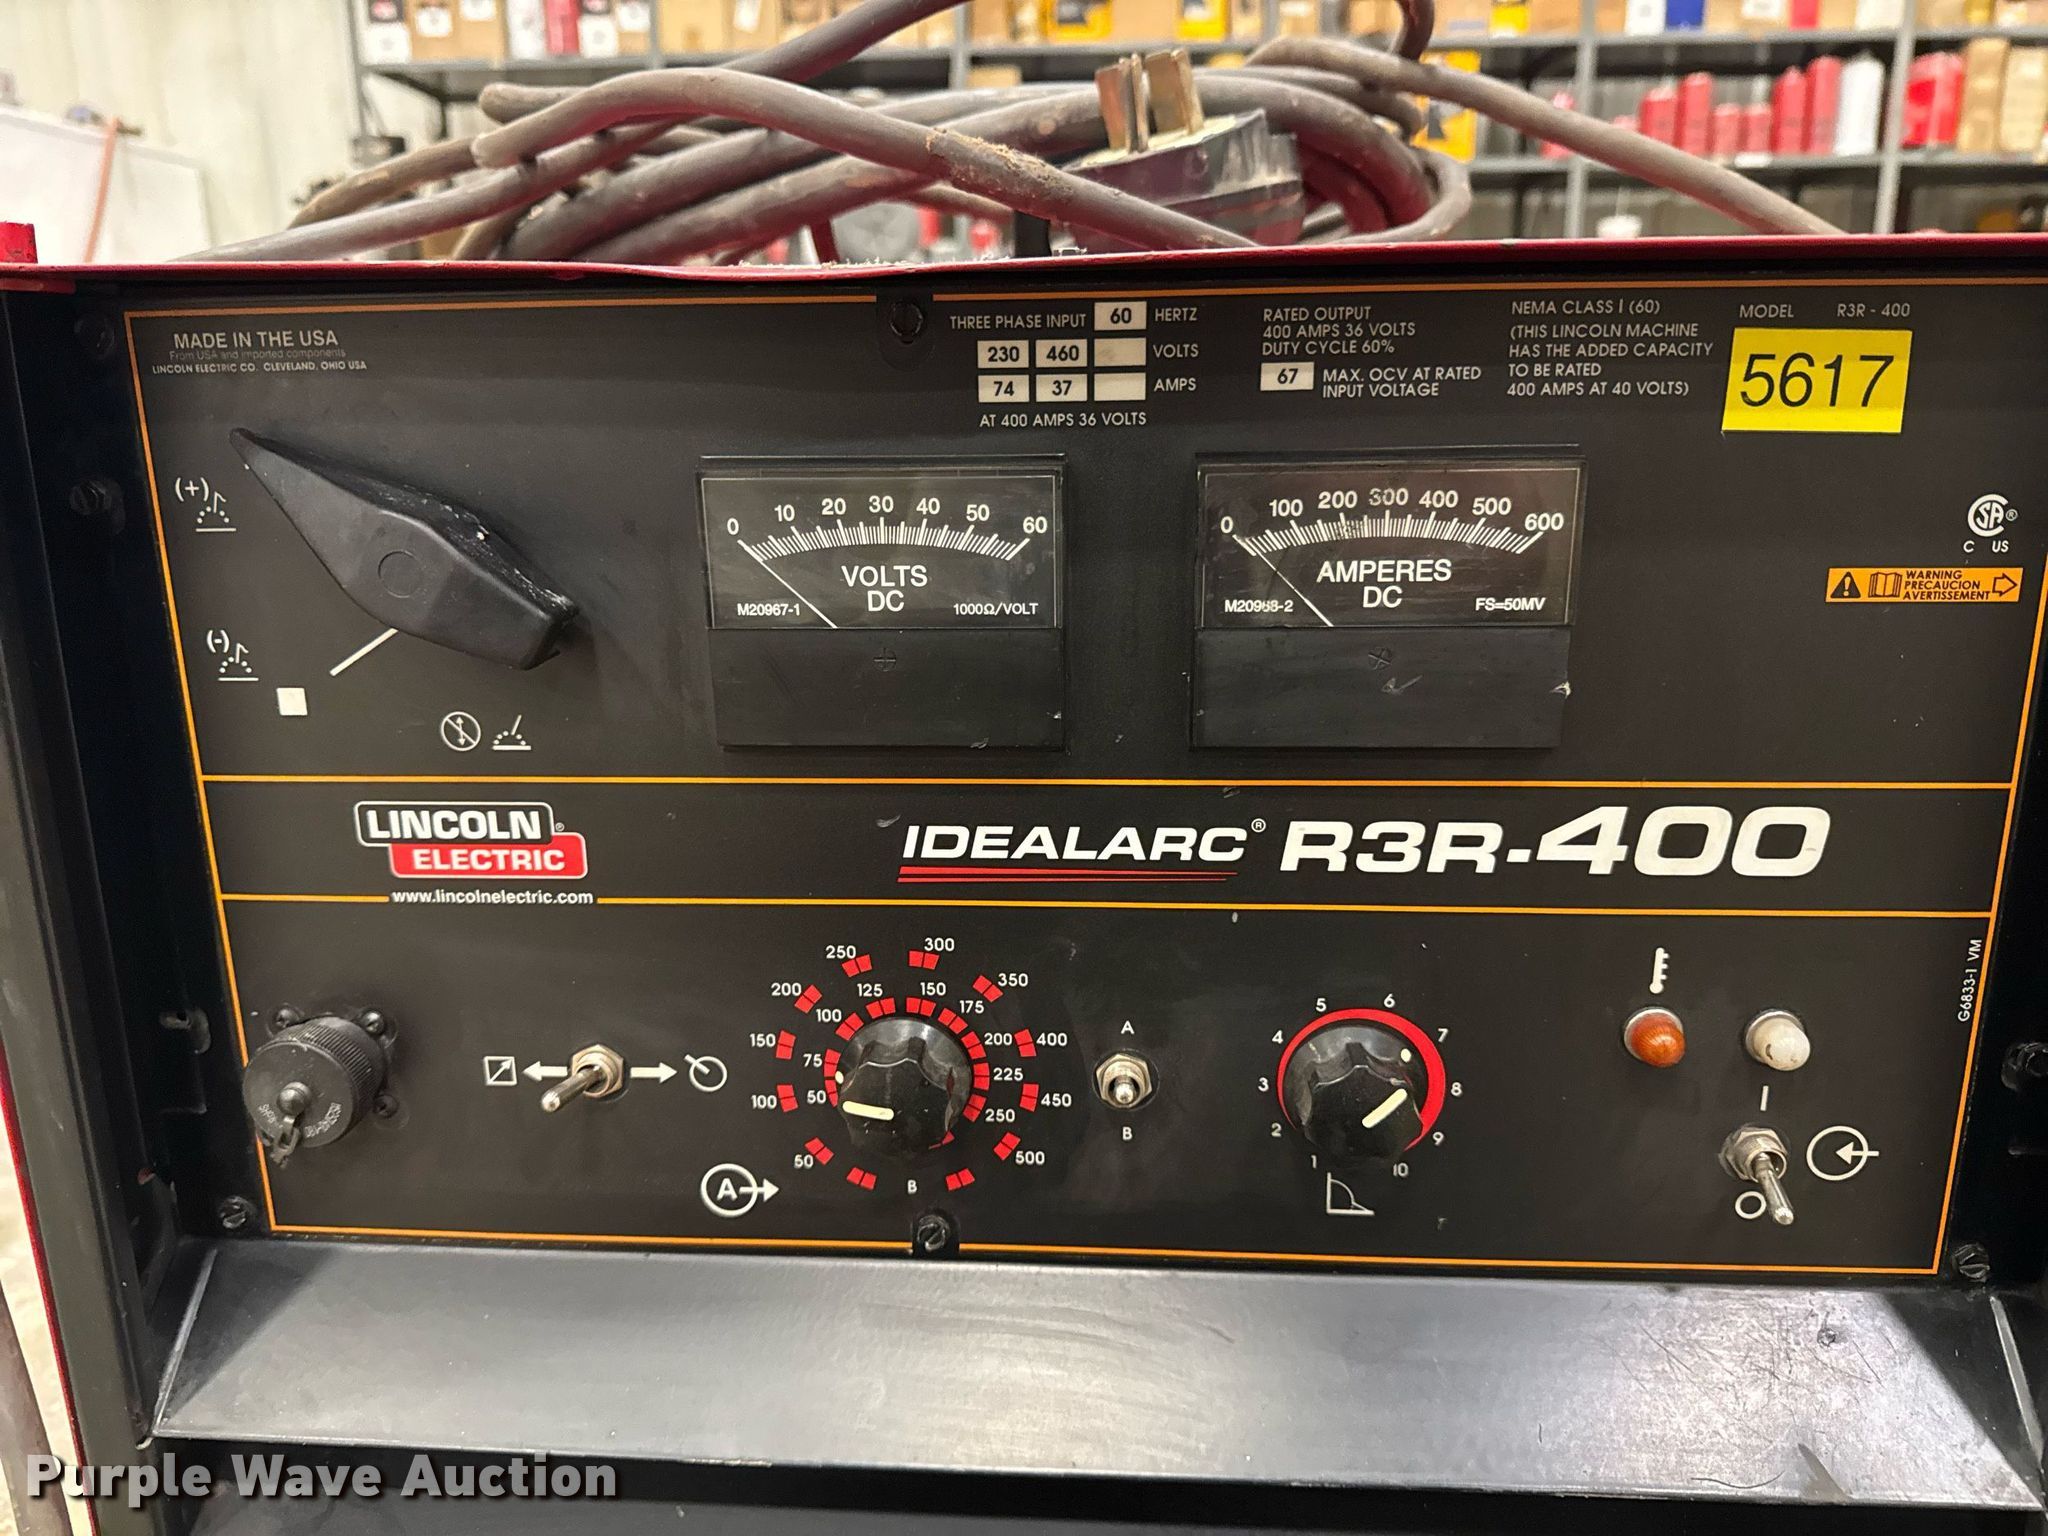 MADE IN THE USA
From USA and imported components
LINCOLN ELECTRIC CO. CLEVELAND, OHIO USA
THREE PHASE INPUT 60 HERTZ
230 460 VOLTS
74 37 AMPS
AT 400 AMPS 36 VOLTS
RATED OUTPUT
400 AMPS 36 VOLTS
DUTY CYCLE 60%
67 MAX. OCV AT RATED
INPUT VOLTAGE
NEMA CLASS I (60)
(THIS LINCOLN MACHINE
HAS THE ADDED CAPACITY
TO BE RATED
400 AMPS AT 40 VOLTS)
MODEL R3R - 400
5617
(+)
(-)
0 10 20 30 40 50 60
VOLTS
DC
M20967-1 1000Ω/VOLT
0 100 200 300 400 500 600
AMPERES
DC
M20968-2 FS=50MV
SA ®
C US
WARNING
PRECAUCION
AVERTISSEMENT
LINCOLN ®
ELECTRIC
www.lincolnelectric.com
IDEALARC® R3R-400
50 100 150 200 250 300 350 400 450 500
50 75 100 125 150 175 200 225 250
B
A
A
B
1 2 3 4 5 6 7 8 9 10
I
O
G6833-1 VM
Purple Wave Auction